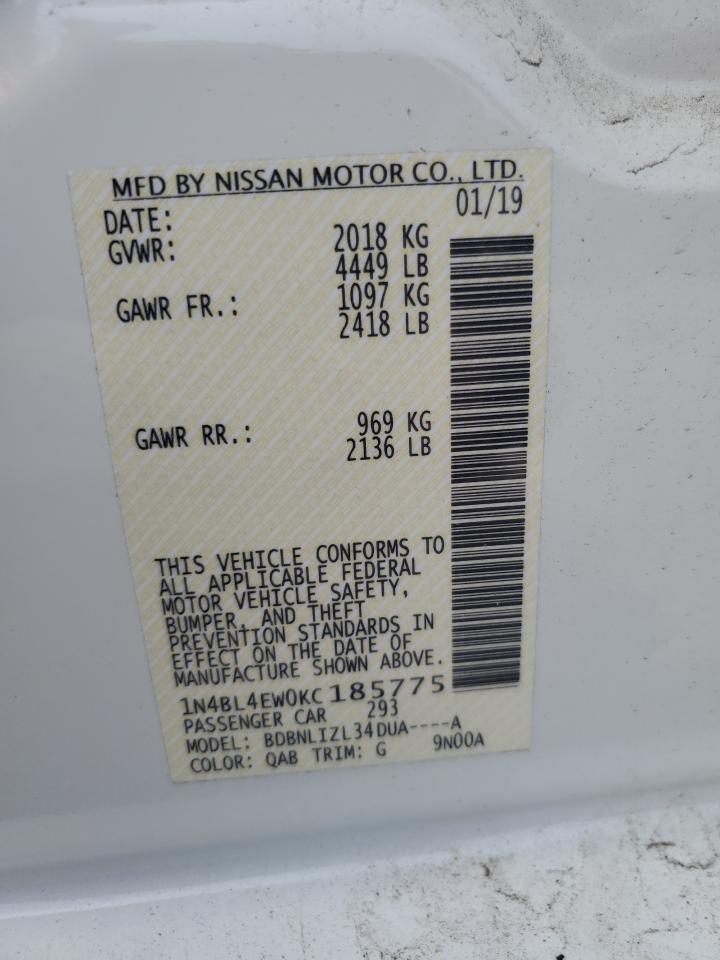 MFD BY NISSAN MOTOR CO., LTD.
DATE: 01/19
GVWR: 2018 KG
4449 LB
GAWR FR.: 1097 KG
2418 LB
GAWR RR.: 969 KG
2136 LB
THIS VEHICLE CONFORMS TO
ALL APPLICABLE FEDERAL
MOTOR VEHICLE SAFETY,
BUMPER, AND THEFT
PREVENTION STANDARDS IN
EFFECT ON THE DATE OF
MANUFACTURE SHOWN ABOVE.
1N4BL4EW0KC185775
PASSENGER CAR 293
MODEL: BDBNLIZL34DUA----A
COLOR: QAB TRIM: G 9N00A